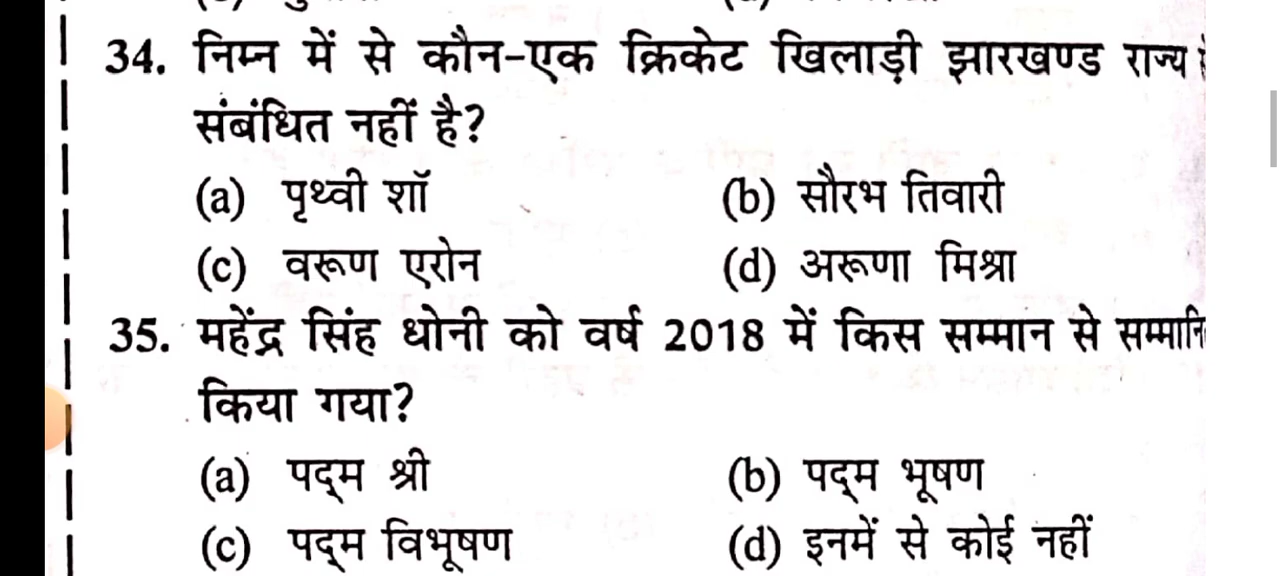 34. निम्न में से कौन-एक क्रिकेट खिलाड़ी झारखण्ड राज्य
संबंधित नहीं है?
(a) पृथ्वी शॉ (b) सौरभ तिवारी
(c) वरूण एरोन (d) अरूणा मिश्रा
35. महेंद्र सिंह धोनी को वर्ष 2018 में किस सम्मान से सम्मानि
किया गया?
(a) पद्म श्री (b) पद्म भूषण
(c) पद्म विभूषण (d) इनमें से कोई नहीं